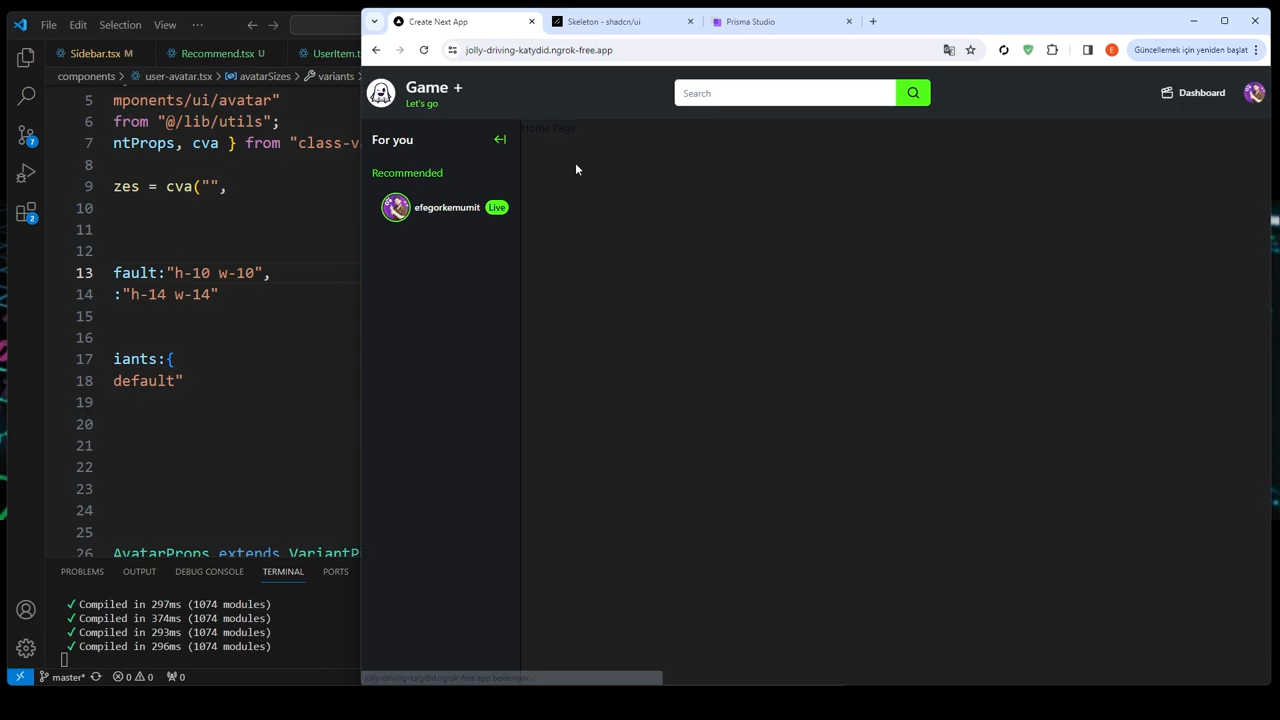 File Edit Selection View ···
Sidebar.tsx M
Recommend.tsx U
UserItem.t
components > user-avatar.tsx > avatarSizes > variants
5 mponents/ui/avatar"
6 from "@/lib/utils";
7 ntProps, cva } from "class-va
8
9 zes = cva("",
10
11
12
13 fault:"h-10 w-10",
14 :"h-14 w-14"
15
16
17 iants:{
18 default"
19
20
21
22
23
24
25
26 AvatarProps extends VariantP
PROBLEMS OUTPUT DEBUG CONSOLE TERMINAL PORTS
✓ Compiled in 297ms (1074 modules)
✓ Compiled in 374ms (1074 modules)
✓ Compiled in 293ms (1074 modules)
✓ Compiled in 296ms (1074 modules)
master* 0 0 0
7
2
Create Next App
Skeleton - shadcn/ui
Prisma Studio
jolly-driving-katydid.ngrok-free.app
E
Güncellemek için yeniden başlat
Game +
Let's go
Search
Dashboard
For you
Home Page
Recommended
efegorkemumit Live
jolly-driving-katydid.ngrok-free.app bekleniyor...